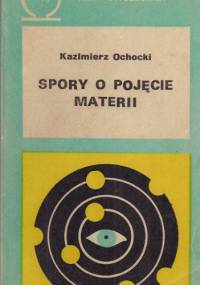 Kazimierz Ochocki
SPORY O POJĘCIE
MATERII